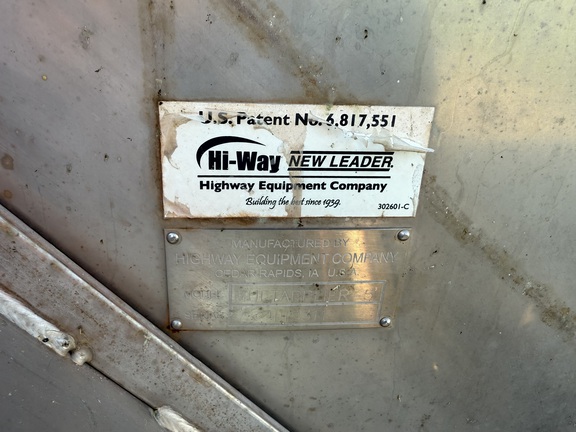 U.S. Patent No. 6,817,551
Hi-Way NEW LEADER
Highway Equipment Company
Building the best since 1939.
302601-C
MANUFACTURED BY
HIGHWAY EQUIPMENT COMPANY
CEDAR RAPIDS, IA U.S.A.
MODEL